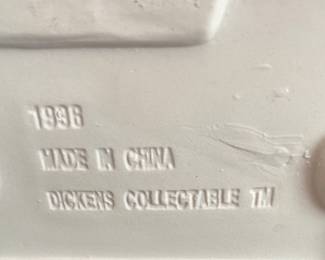 1996
MADE IN CHINA
DICKENS COLLECTABLE TM